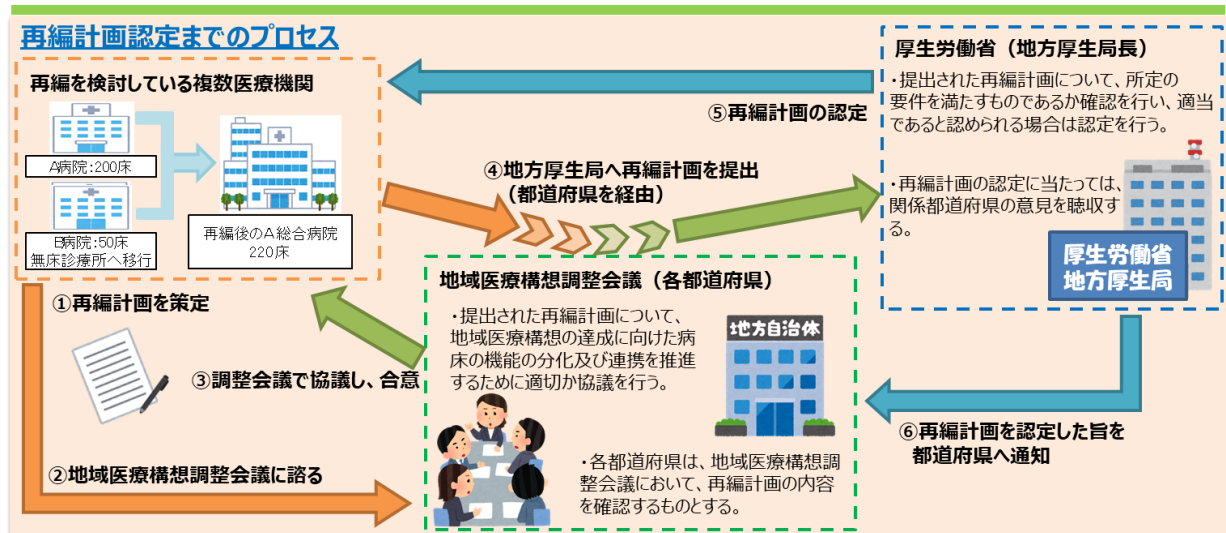 再編計画認定までのプロセス
再編を検討している複数医療機関
A病院:200床
B病院:50床
無床診療所へ移行
再編後のA総合病院
220床
①再編計画を策定
②地域医療構想調整会議に諮る
③調整会議で協議し、合意
④地方厚生局へ再編計画を提出
（都道府県を経由）
⑤再編計画の認定
厚生労働省（地方厚生局長）
・提出された再編計画について、所定の
要件を満たすものであるか確認を行い、適当
であると認められる場合は認定を行う。
・再編計画の認定に当たっては、
関係都道府県の意見を聴取す
る。
厚生労働省
地方厚生局
地域医療構想調整会議（各都道府県）
・提出された再編計画について、
地域医療構想の達成に向けた病
床の機能の分化及び連携を推進
するために適切か協議を行う。
地方自治体
・各都道府県は、地域医療構想調
整会議において、再編計画の内容
を確認するものとする。
⑥再編計画を認定した旨を
都道府県へ通知